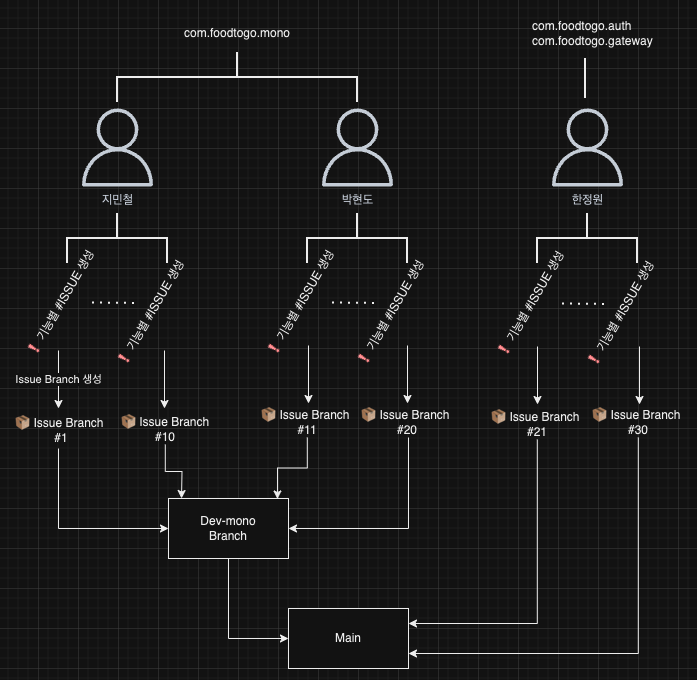 com.foodtogo.mono
com.foodtogo.auth
com.foodtogo.gateway
지민철
박현도
한정원
기능별 #ISSUE 생성
기능별 #ISSUE 생성
기능별 #ISSUE 생성
기능별 #ISSUE 생성
기능별 #ISSUE 생성
기능별 #ISSUE 생성
Issue Branch 생성
Issue Branch
#1
Issue Branch
#10
Issue Branch
#11
Issue Branch
#20
Issue Branch
#21
Issue Branch
#30
Dev-mono
Branch
Main